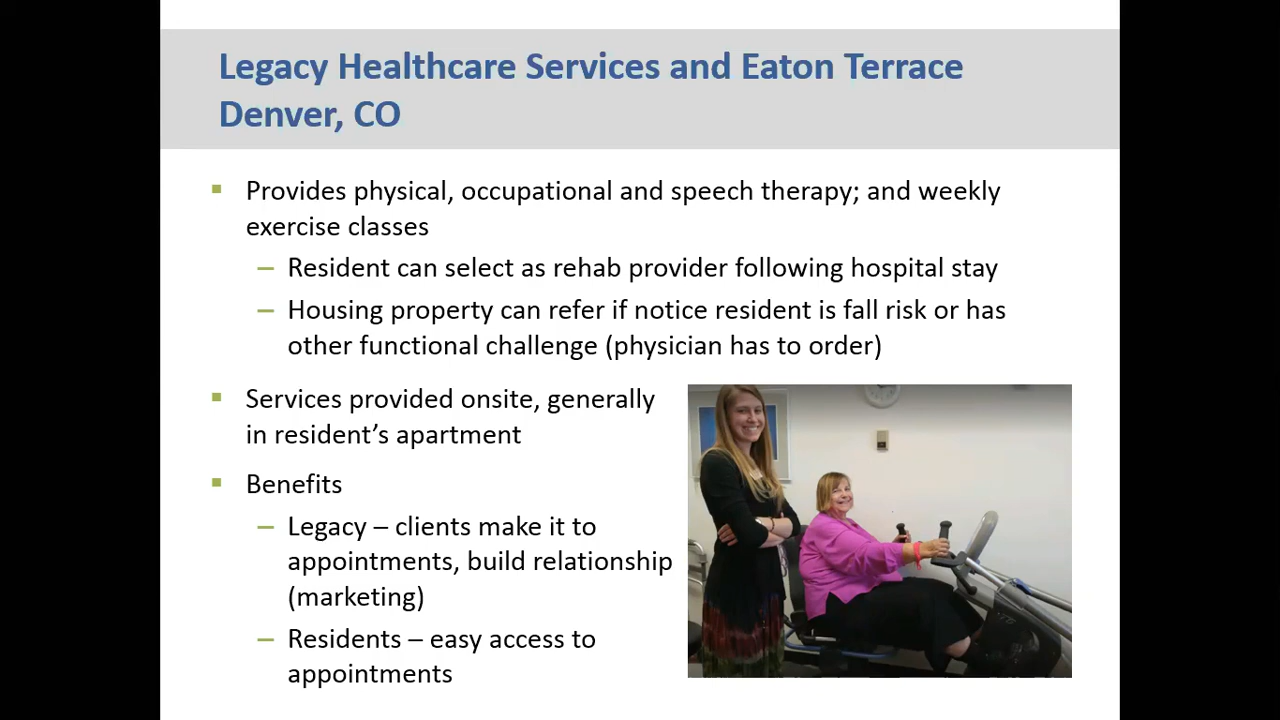 Legacy Healthcare Services and Eaton Terrace
Denver, CO
Provides physical, occupational and speech therapy; and weekly
exercise classes
– Resident can select as rehab provider following hospital stay
– Housing property can refer if notice resident is fall risk or has
other functional challenge (physician has to order)
Services provided onsite, generally
in resident’s apartment
Benefits
– Legacy – clients make it to
appointments, build relationship
(marketing)
– Residents – easy access to
appointments